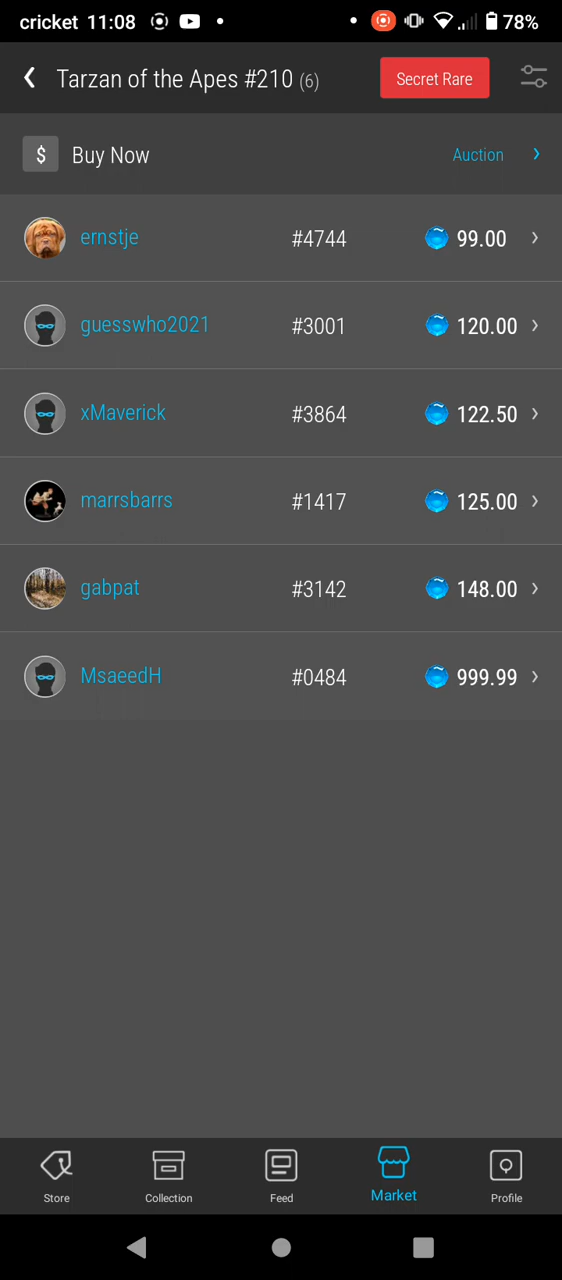 cricket 11:08 78%
Tarzan of the Apes #210 (6) Secret Rare
$ Buy Now Auction
ernstje #4744 99.00
guesswho2021 #3001 120.00
xMaverick #3864 122.50
marrsbarrs #1417 125.00
gabpat #3142 148.00
MsaeedH #0484 999.99
Store Collection Feed Market Profile